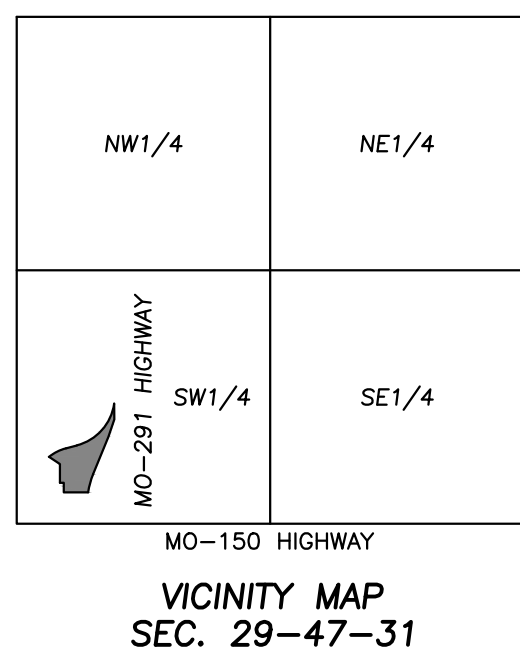 NW1/4
NE1/4
MO-291 HIGHWAY
SW1/4
SE1/4
MO-150 HIGHWAY
VICINITY MAP
SEC. 29-47-31